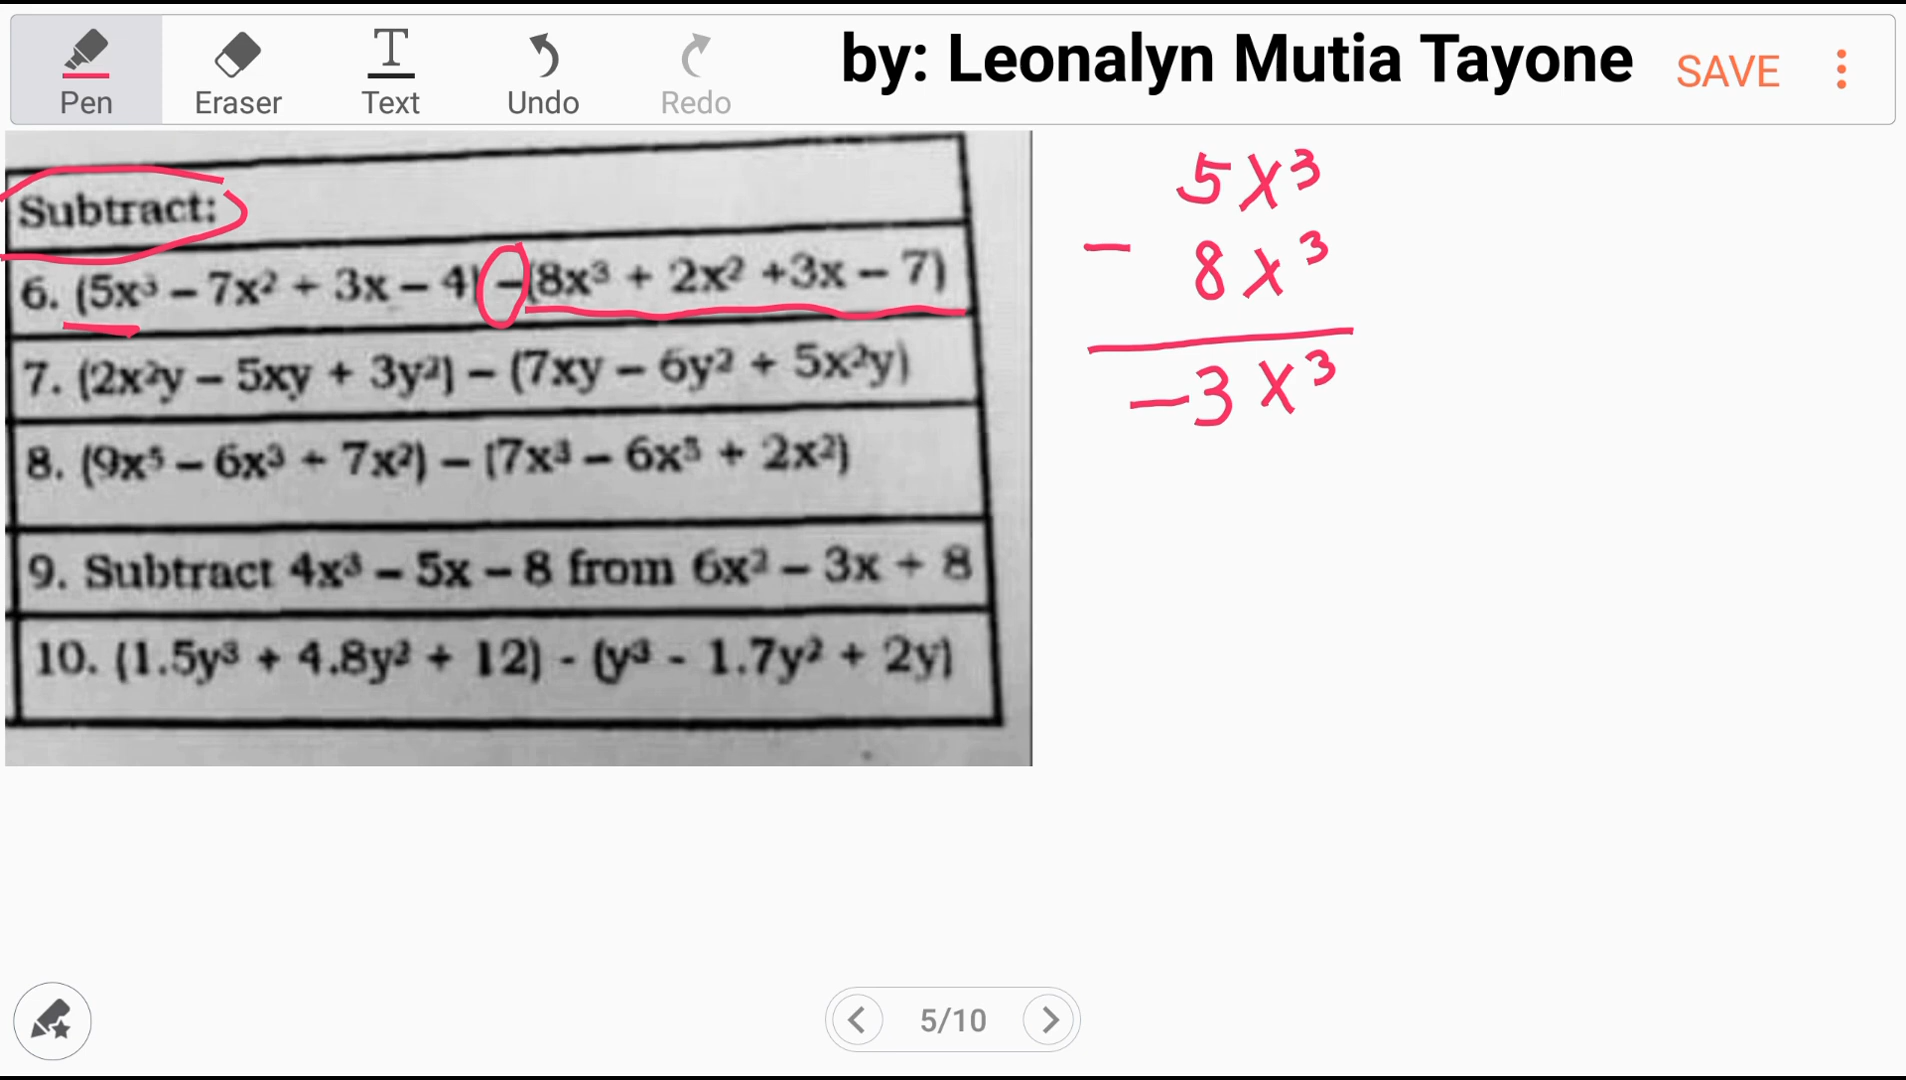 Pen Eraser Text Undo Redo by: Leonalyn Mutia Tayone SAVE
Subtract:
6. (5x³ – 7x² + 3x – 4) – (8x³ + 2x² +3x – 7)
7. (2x²y – 5xy + 3y²) – (7xy – 6y² + 5x²y)
8. (9x⁵ – 6x³ + 7x²) – (7x³ – 6x⁵ + 2x²)
9. Subtract 4x³ – 5x – 8 from 6x² – 3x + 8
10. (1.5y³ + 4.8y² + 12) - (y³ - 1.7y² + 2y)
5x³
– 8x³
–3x³
5/10